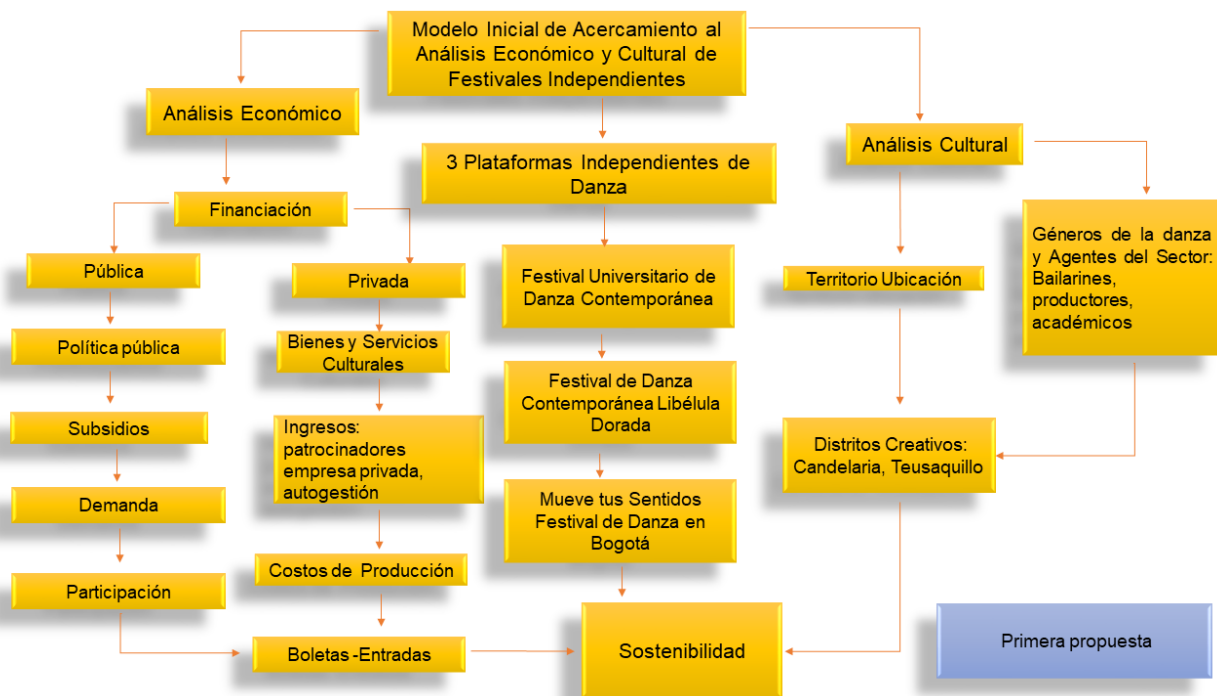 Modelo Inicial de Acercamiento al
Análisis Económico y Cultural de
Festivales Independientes
Análisis Económico
Financiación
Pública
Política pública
Subsidios
Demanda
Participación
Privada
Bienes y Servicios
Culturales
Ingresos:
patrocinadores
empresa privada,
autogestión
Costos de Producción
Boletas -Entradas
3 Plataformas Independientes de
Danza
Festival Universitario de
Danza Contemporánea
Festival de Danza
Contemporánea Libélula
Dorada
Mueve tus Sentidos
Festival de Danza en
Bogotá
Sostenibilidad
Análisis Cultural
Territorio Ubicación
Géneros de la danza
y Agentes del Sector:
Bailarines,
productores,
académicos
Distritos Creativos:
Candelaria, Teusaquillo
Primera propuesta